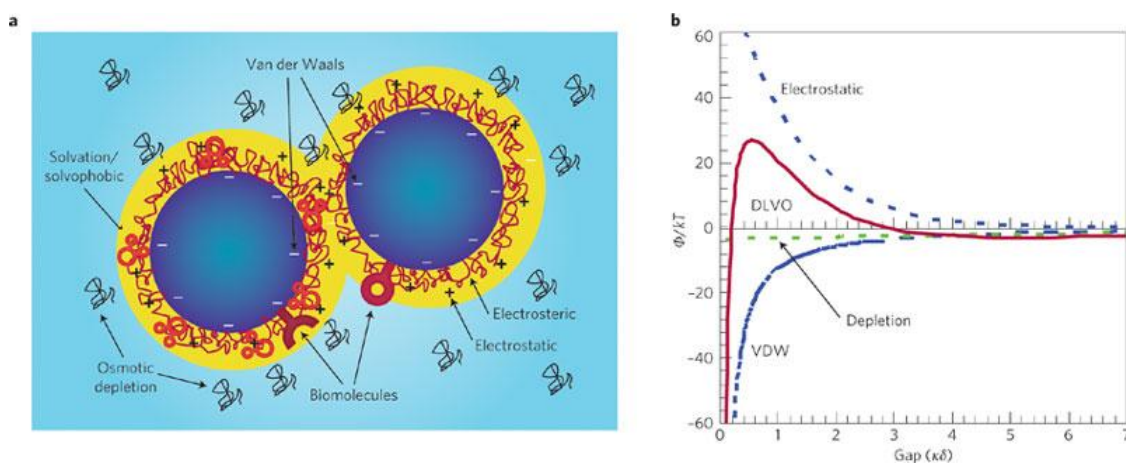 a
Van der Waals
Solvation/
solvophobic
Electrosteric
Electrostatic
Osmotic
depletion
Biomolecules
b
60
40
20
0
-20
-40
-60
Φ/kT
Electrostatic
DLVO
Depletion
VDW
0
1
2
3
4
5
6
7
Gap (κδ)